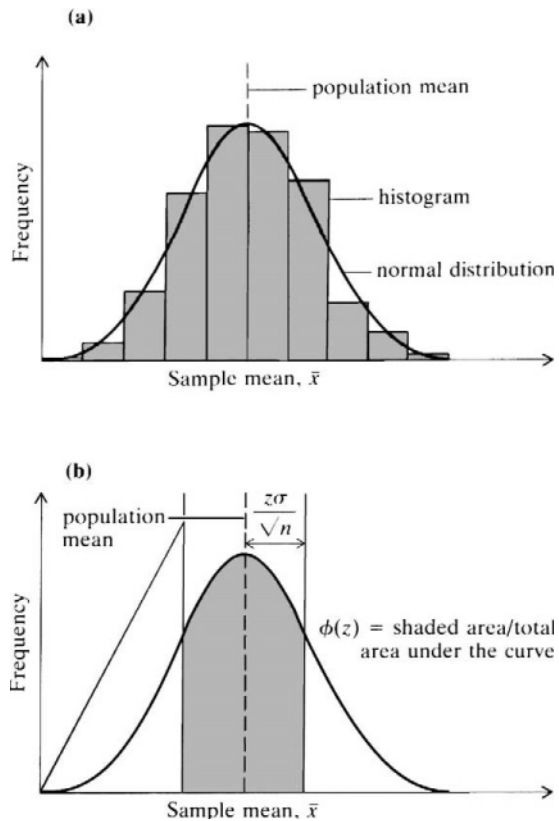 (a)
population mean
histogram
normal distribution
Frequency
Sample mean, x̄
(b)
population
mean
zσ
√n
ϕ(z) = shaded area/total
area under the curve
Frequency
Sample mean, x̄